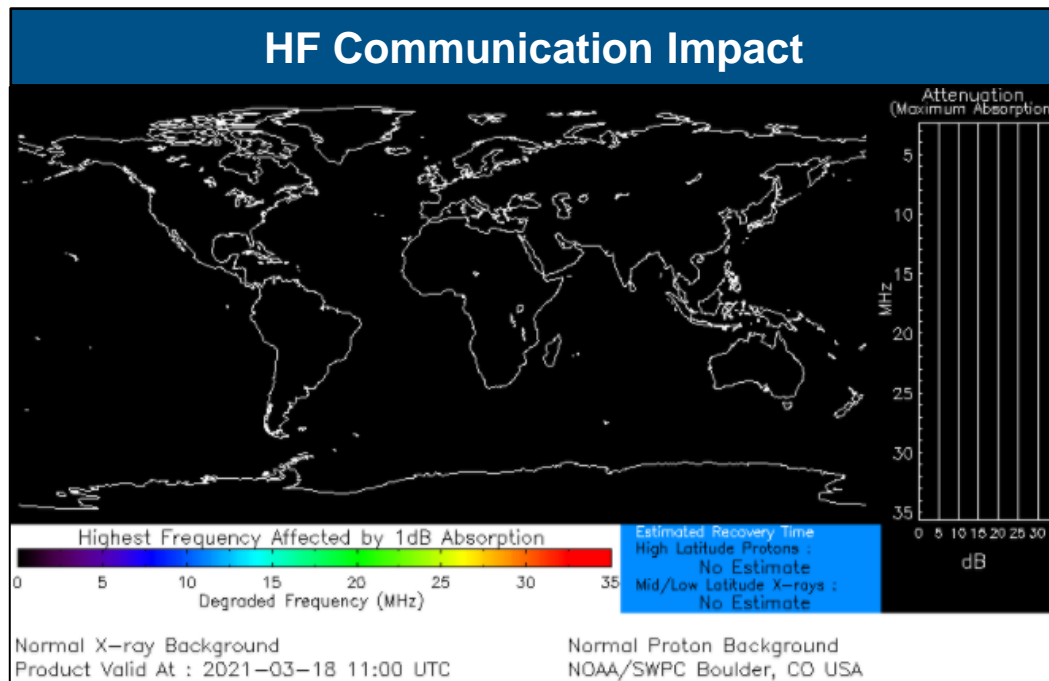 HF Communication Impact
Attenuation
(Maximum Absorption
5
10
15
20
25
30
35
MHz
0 5 10 15 20 25 30
dB
Highest Frequency Affected by 1dB Absorption
0 5 10 15 20 25 30 35
Degraded Frequency (MHz)
Estimated Recovery Time
High Latitude Protons :
No Estimate
Mid/Low Latitude X-rays :
No Estimate
Normal X-ray Background
Product Valid At : 2021-03-18 11:00 UTC
Normal Proton Background
NOAA/SWPC Boulder, CO USA